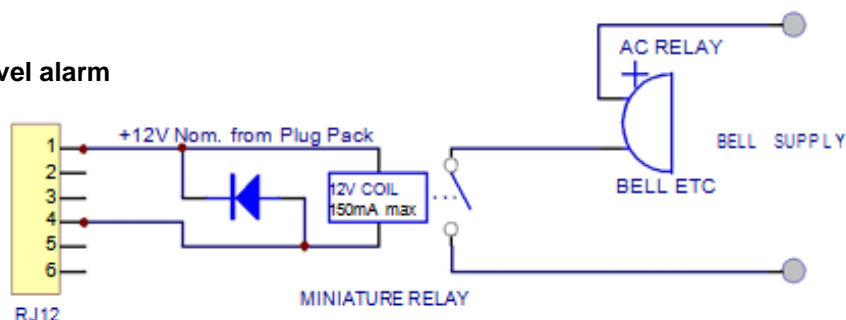 vel alarm
AC RELAY
+
+12V Nom. from Plug Pack
1
2
3
4
5
6
12V COIL
150mA max
BELL SUPPLY
BELL ETC
MINIATURE RELAY
RJ12